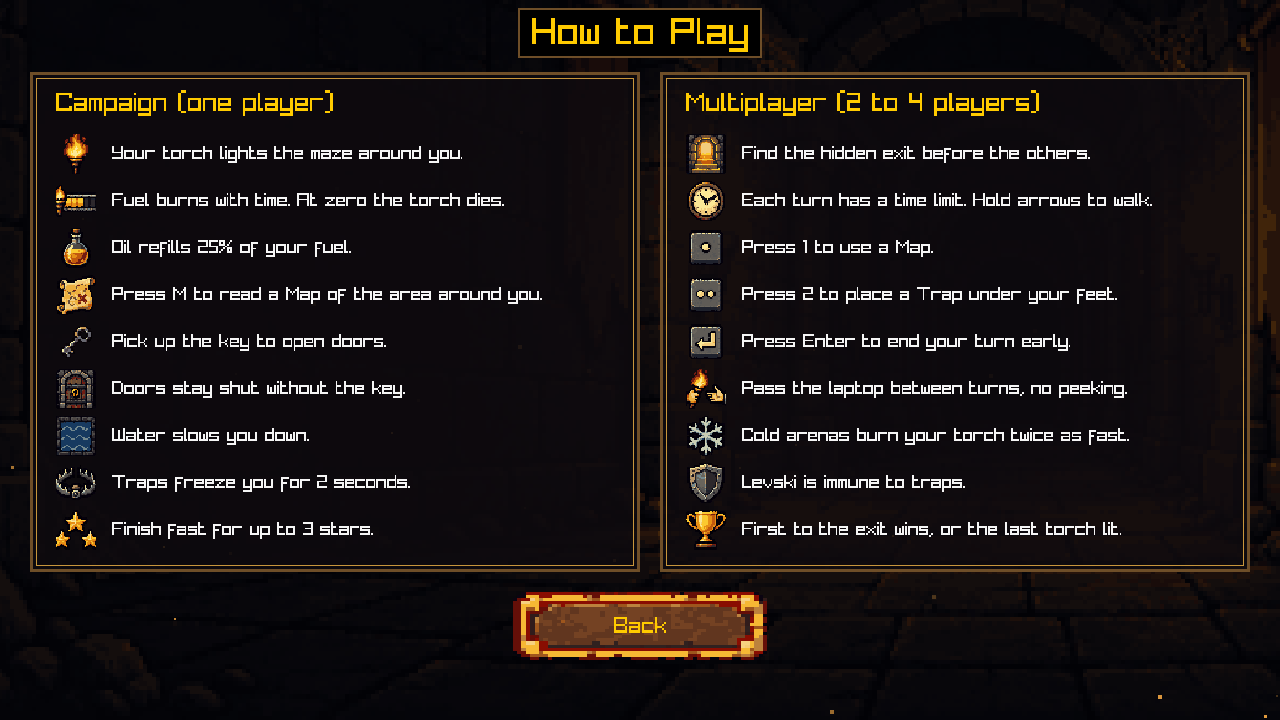 How to Play
Campaign (one player)
Your torch lights the maze around you.
Fuel burns with time. At zero the torch dies.
Oil refills 25% of your fuel.
Press M to read a Map of the area around you.
Pick up the key to open doors.
Doors stay shut without the key.
Water slows you down.
Traps freeze you for 2 seconds.
Finish fast for up to 3 stars.
Multiplayer (2 to 4 players)
Find the hidden exit before the others.
Each turn has a time limit. Hold arrows to walk.
Press 1 to use a Map.
Press 2 to place a Trap under your feet.
Press Enter to end your turn early.
Pass the laptop between turns, no peeking.
Cold arenas burn your torch twice as fast.
Levski is immune to traps.
First to the exit wins, or the last torch lit.
Back